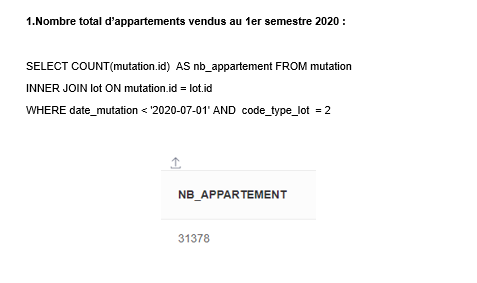 1.Nombre total d'appartements vendus au 1er semestre 2020 :
SELECT COUNT(mutation.id)  AS nb_appartement FROM mutation
INNER JOIN lot ON mutation.id = lot.id
WHERE date_mutation < '2020-07-01' AND  code_type_lot  = 2
NB_APPARTEMENT
31378